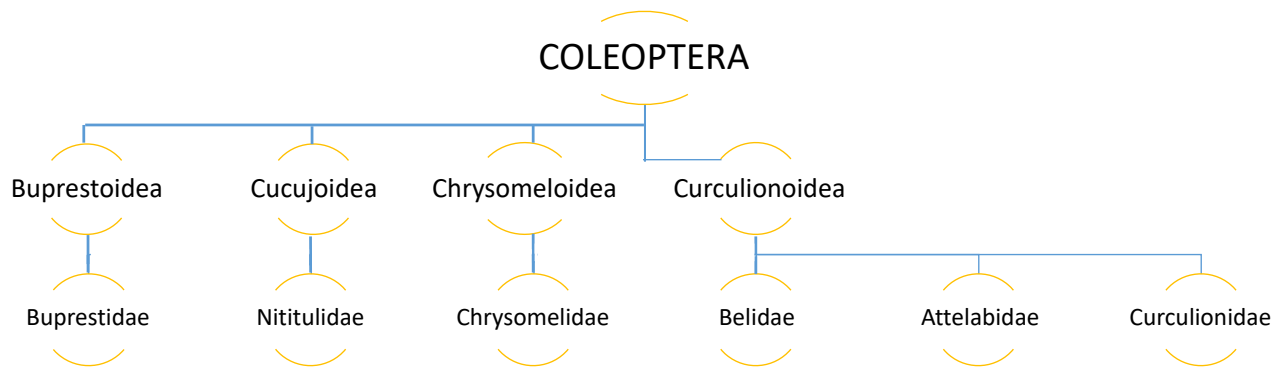 COLEOPTERA
Buprestoidea
Cucujoidea
Chrysomeloidea
Curculionoidea
Buprestidae
Nititulidae
Chrysomelidae
Belidae
Attelabidae
Curculionidae